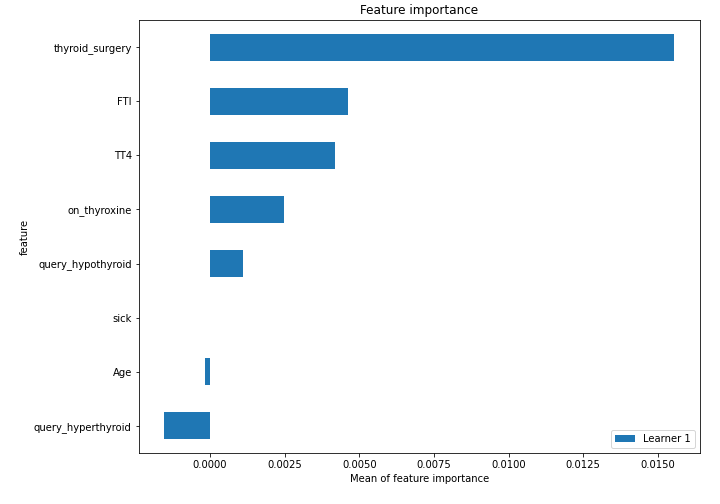 Feature importance
thyroid_surgery
FTI
TT4
on_thyroxine
query_hypothyroid
sick
Age
query_hyperthyroid
feature
Learner 1
0.0000 0.0025 0.0050 0.0075 0.0100 0.0125 0.0150
Mean of feature importance